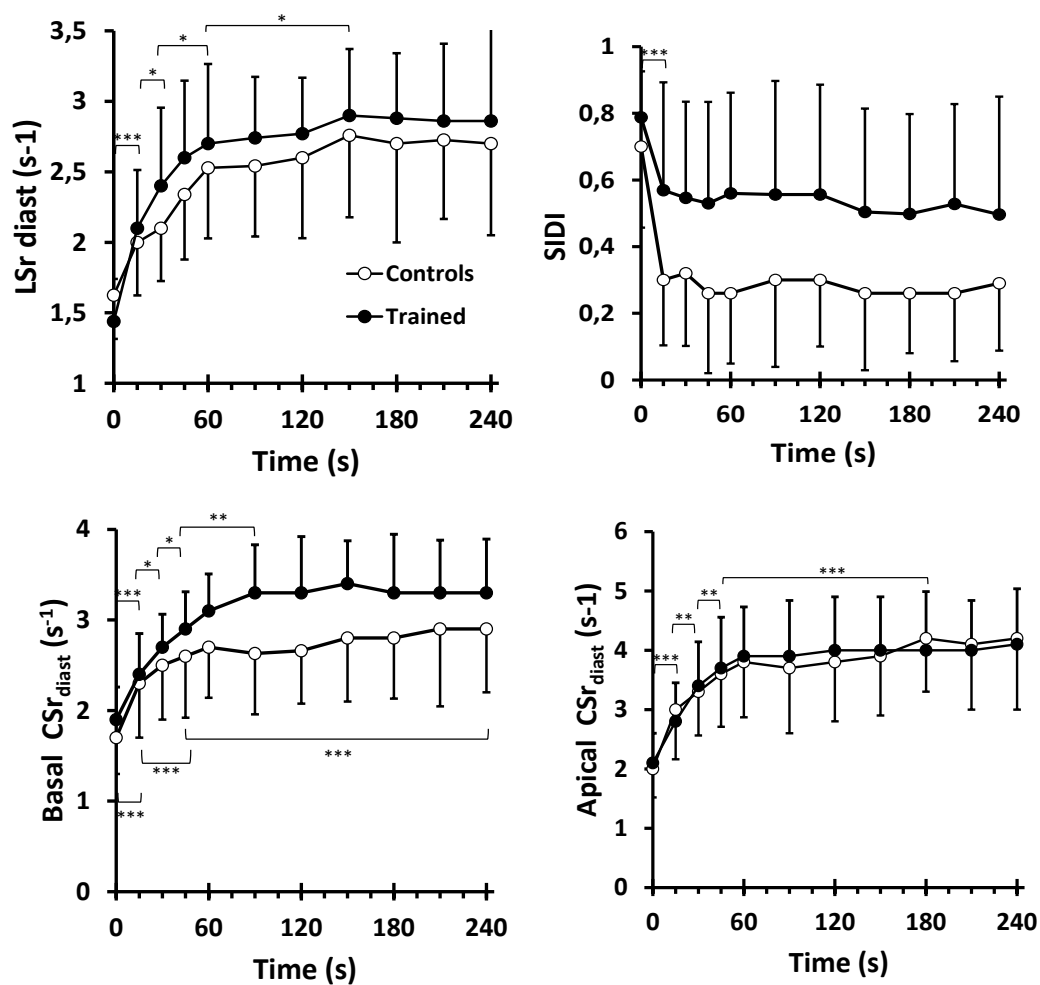 3,5
3
2,5
2
1,5
1
LSr diast (s-1)
*
*
*
***
Controls
Trained
0 60 120 180 240
Time (s)
1
0,8
0,6
0,4
0,2
0
SIDI
***
0 60 120 180 240
Time (s)
4
3
2
1
0
Basal CSrdiast (s-1)
**
*
*
***
***
***
***
0 60 120 180 240
Time (s)
6
5
4
3
2
1
0
Apical CSrdiast (s-1)
***
**
**
***
0 60 120 180 240
Time (s)